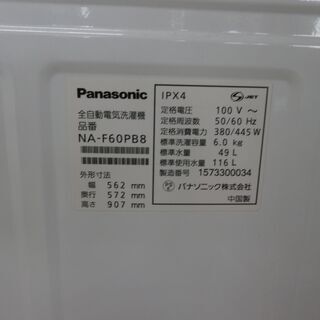 Panasonic
全自動電気洗濯機
品番
NA-F60PB8
外形寸法
幅 562 mm
奥行 572 mm
高さ 907 mm
IPX4
JET
定格電圧 100 V ～
定格周波数 50/60 Hz
定格消費電力 380/445 W
標準洗濯容量 6.0 kg
標準水量 49 L
標準使用水量 116 L
製造番号 1573300034
パナソニック株式会社
中国製